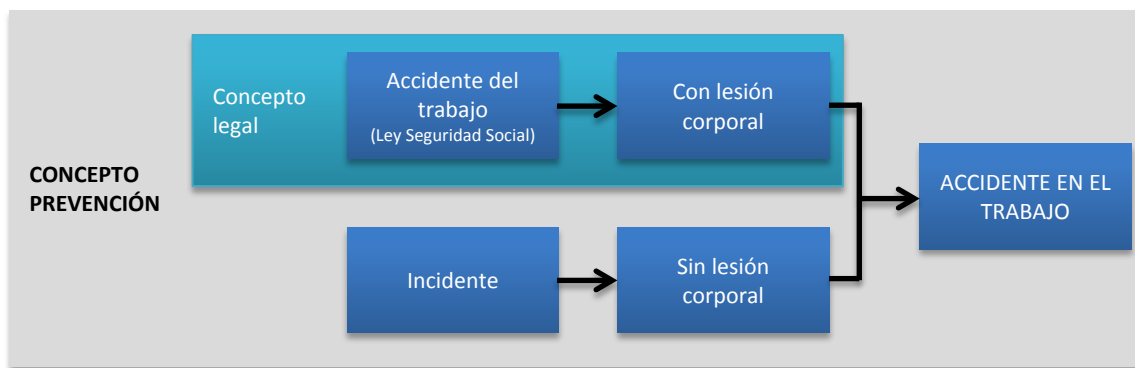 CONCEPTO
PREVENCIÓN
Concepto
legal
Accidente del
trabajo
(Ley Seguridad Social)
Con lesión
corporal
Incidente
Sin lesión
corporal
ACCIDENTE EN EL
TRABAJO